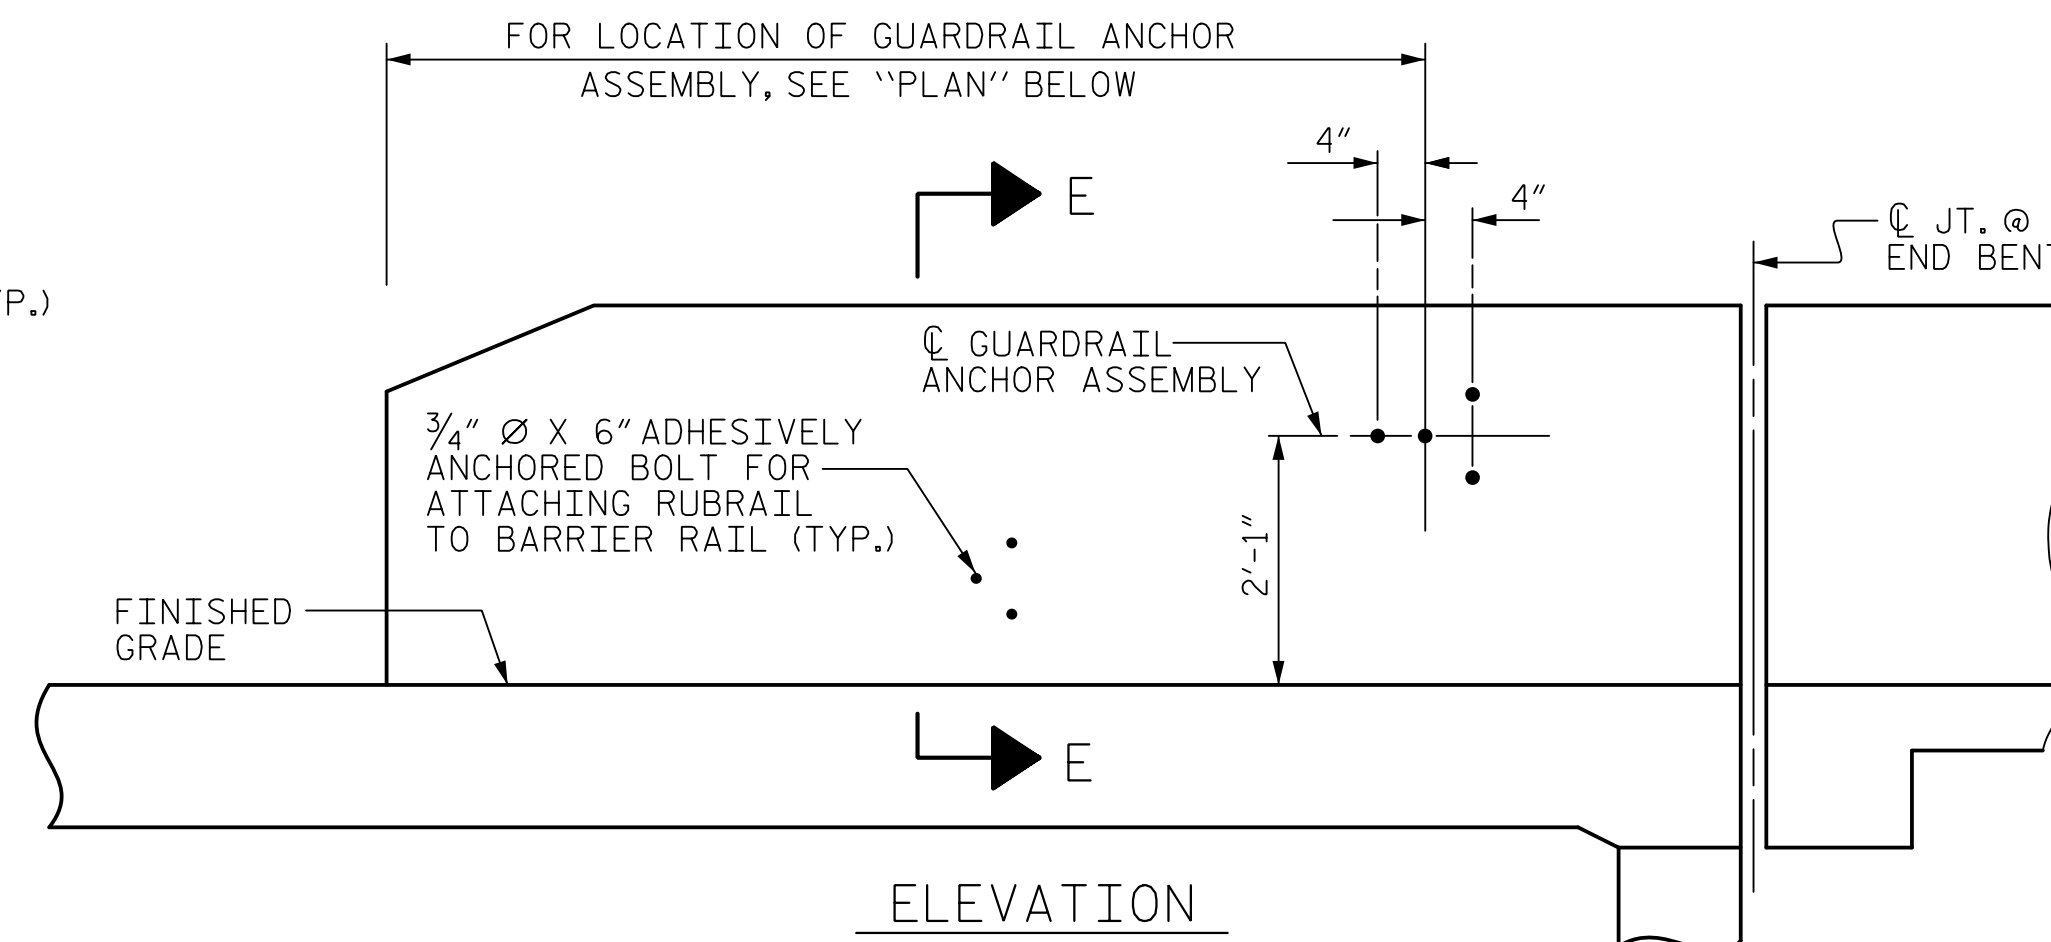 FOR LOCATION OF GUARDRAIL ANCHOR
ASSEMBLY, SEE ‵‵PLAN″ BELOW
4″
E
4″
℄ JT. @
END BENT
P.)
℄ GUARDRAIL
ANCHOR ASSEMBLY
¾″ Ø X 6″ ADHESIVELY
ANCHORED BOLT FOR
ATTACHING RUBRAIL
TO BARRIER RAIL (TYP.)
2′-1″
FINISHED
GRADE
E
ELEVATION